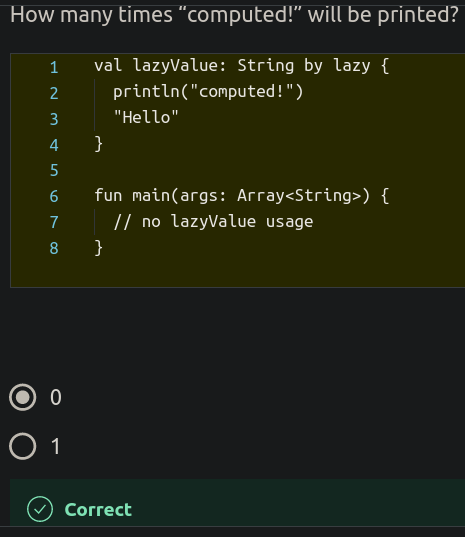 How many times “computed!” will be printed?
1 val lazyValue: String by lazy {
2 println("computed!")
3 "Hello"
4 }
5
6 fun main(args: Array<String>) {
7 // no lazyValue usage
8 }
0
1
Correct